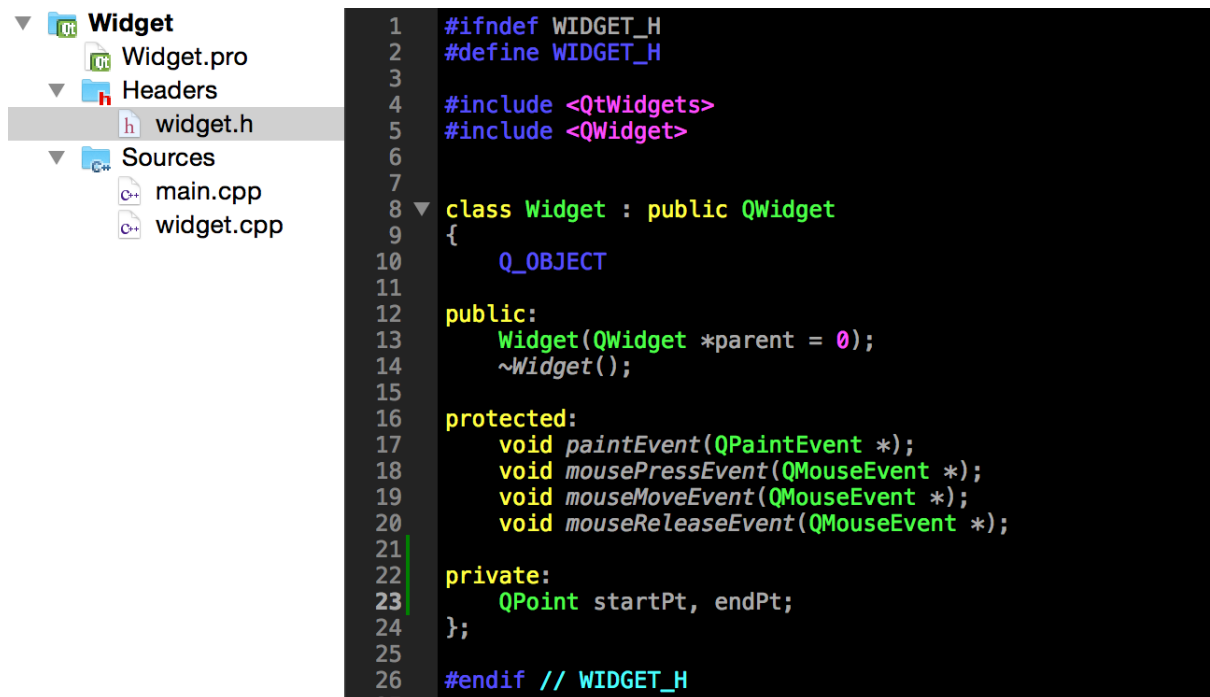 Widget
Widget.pro
Headers
widget.h
Sources
main.cpp
widget.cpp
1 #ifndef WIDGET_H
2 #define WIDGET_H
3
4 #include <QtWidgets>
5 #include <QWidget>
6
7
8 class Widget : public QWidget
9 {
10     Q_OBJECT
11
12 public:
13     Widget(QWidget *parent = 0);
14     ~Widget();
15
16 protected:
17     void paintEvent(QPaintEvent *);
18     void mousePressEvent(QMouseEvent *);
19     void mouseMoveEvent(QMouseEvent *);
20     void mouseReleaseEvent(QMouseEvent *);
21
22 private:
23     QPoint startPt, endPt;
24 };
25
26 #endif // WIDGET_H